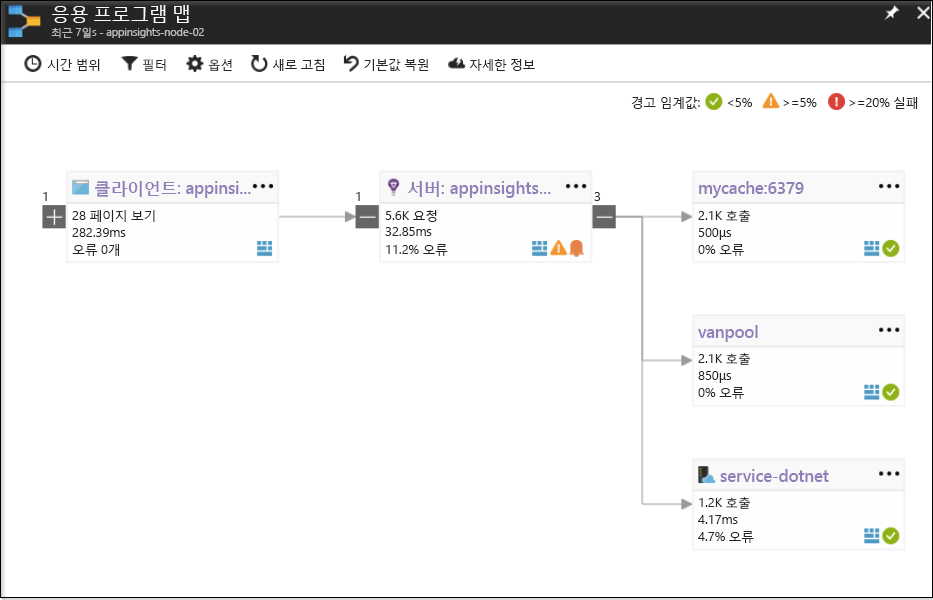 응용 프로그램 맵
최근 7일s - appinsights-node-02
시간 범위 필터 옵션 새로 고침 기본값 복원 자세한 정보
경고 임계값: <5% >=5% >=20% 실패
1
클라이언트: appinsi...
28 페이지 보기
282.39ms
오류 0개
1
서버: appinsights...
5.6K 요청
32.85ms
11.2% 오류
3
mycache:6379
2.1K 호출
500µs
0% 오류
vanpool
2.1K 호출
850µs
0% 오류
service-dotnet
1.2K 호출
4.17ms
4.7% 오류